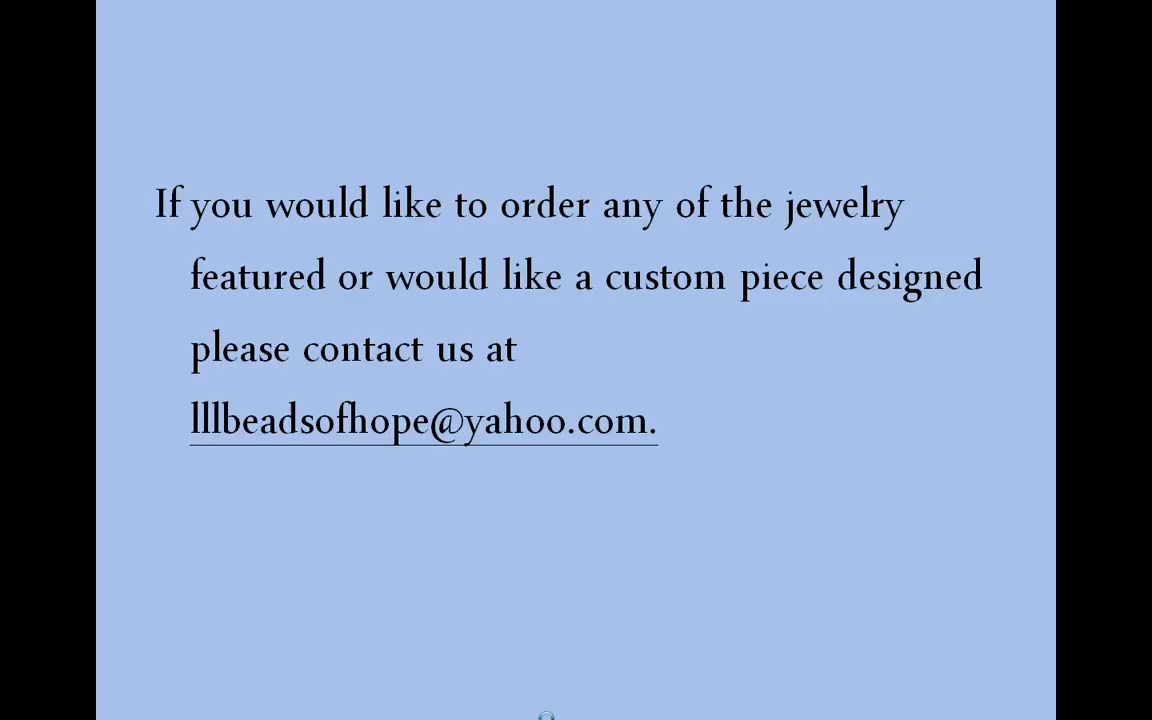 If you would like to order any of the jewelry
featured or would like a custom piece designed
please contact us at
lllbeadsofhope@yahoo.com.